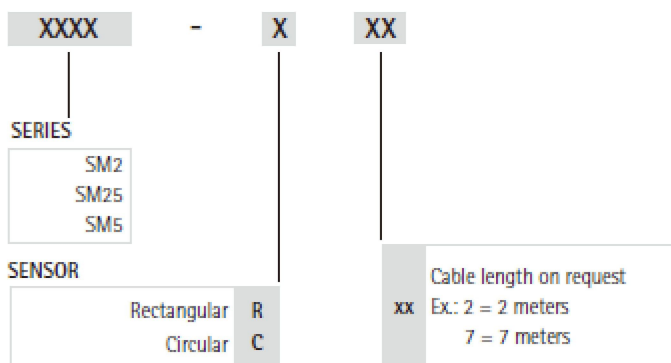 XXXX - X XX
SERIES
SM2
SM25
SM5
SENSOR
Rectangular R
Circular C
Cable length on request
xx Ex.: 2 = 2 meters
7 = 7 meters